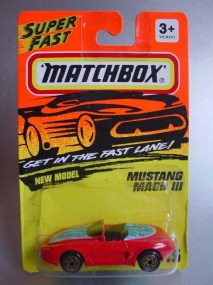 SUPER
FAST
3+
YEARS
MATCHBOX®
GET IN THE FAST LANE!
NEW MODEL
MUSTANG
MACH III